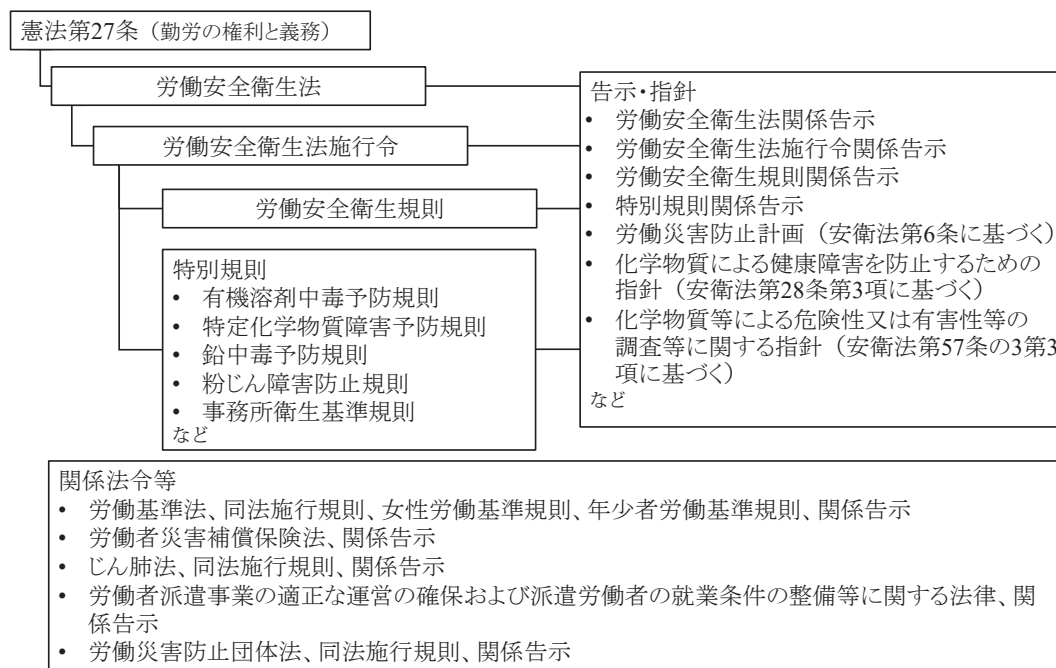 憲法第27条（勤労の権利と義務）
労働安全衛生法
労働安全衛生法施行令
労働安全衛生規則
特別規則
• 有機溶剤中毒予防規則
• 特定化学物質障害予防規則
• 鉛中毒予防規則
• 粉じん障害防止規則
• 事務所衛生基準規則
など
告示・指針
• 労働安全衛生法関係告示
• 労働安全衛生法施行令関係告示
• 労働安全衛生規則関係告示
• 特別規則関係告示
• 労働災害防止計画（安衛法第6条に基づく）
• 化学物質による健康障害を防止するための
指針（安衛法第28条第3項に基づく）
• 化学物質等による危険性又は有害性等の
調査等に関する指針（安衛法第57条の3第3
項に基づく）
など
関係法令等
• 労働基準法、同法施行規則、女性労働基準規則、年少者労働基準規則、関係告示
• 労働者災害補償保険法、関係告示
• じん肺法、同法施行規則、関係告示
• 労働者派遣事業の適正な運営の確保および派遣労働者の就業条件の整備等に関する法律、関
係告示
• 労働災害防止団体法、同法施行規則、関係告示